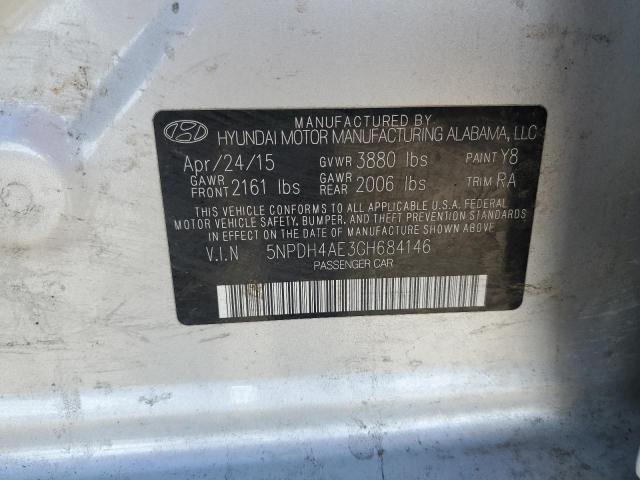 MANUFACTURED BY
HYUNDAI MOTOR MANUFACTURING ALABAMA, LLC
Apr/24/15 GVWR 3880 lbs PAINT Y8
GAWR FRONT 2161 lbs GAWR REAR 2006 lbs TRIM RA
THIS VEHICLE CONFORMS TO ALL APPLICABLE U.S.A. FEDERAL
MOTOR VEHICLE SAFETY, BUMPER, AND THEFT PREVENTION STANDARDS
IN EFFECT ON THE DATE OF MANUFACTURE SHOWN ABOVE.
V.I.N 5NPDH4AE3GH684146
PASSENGER CAR